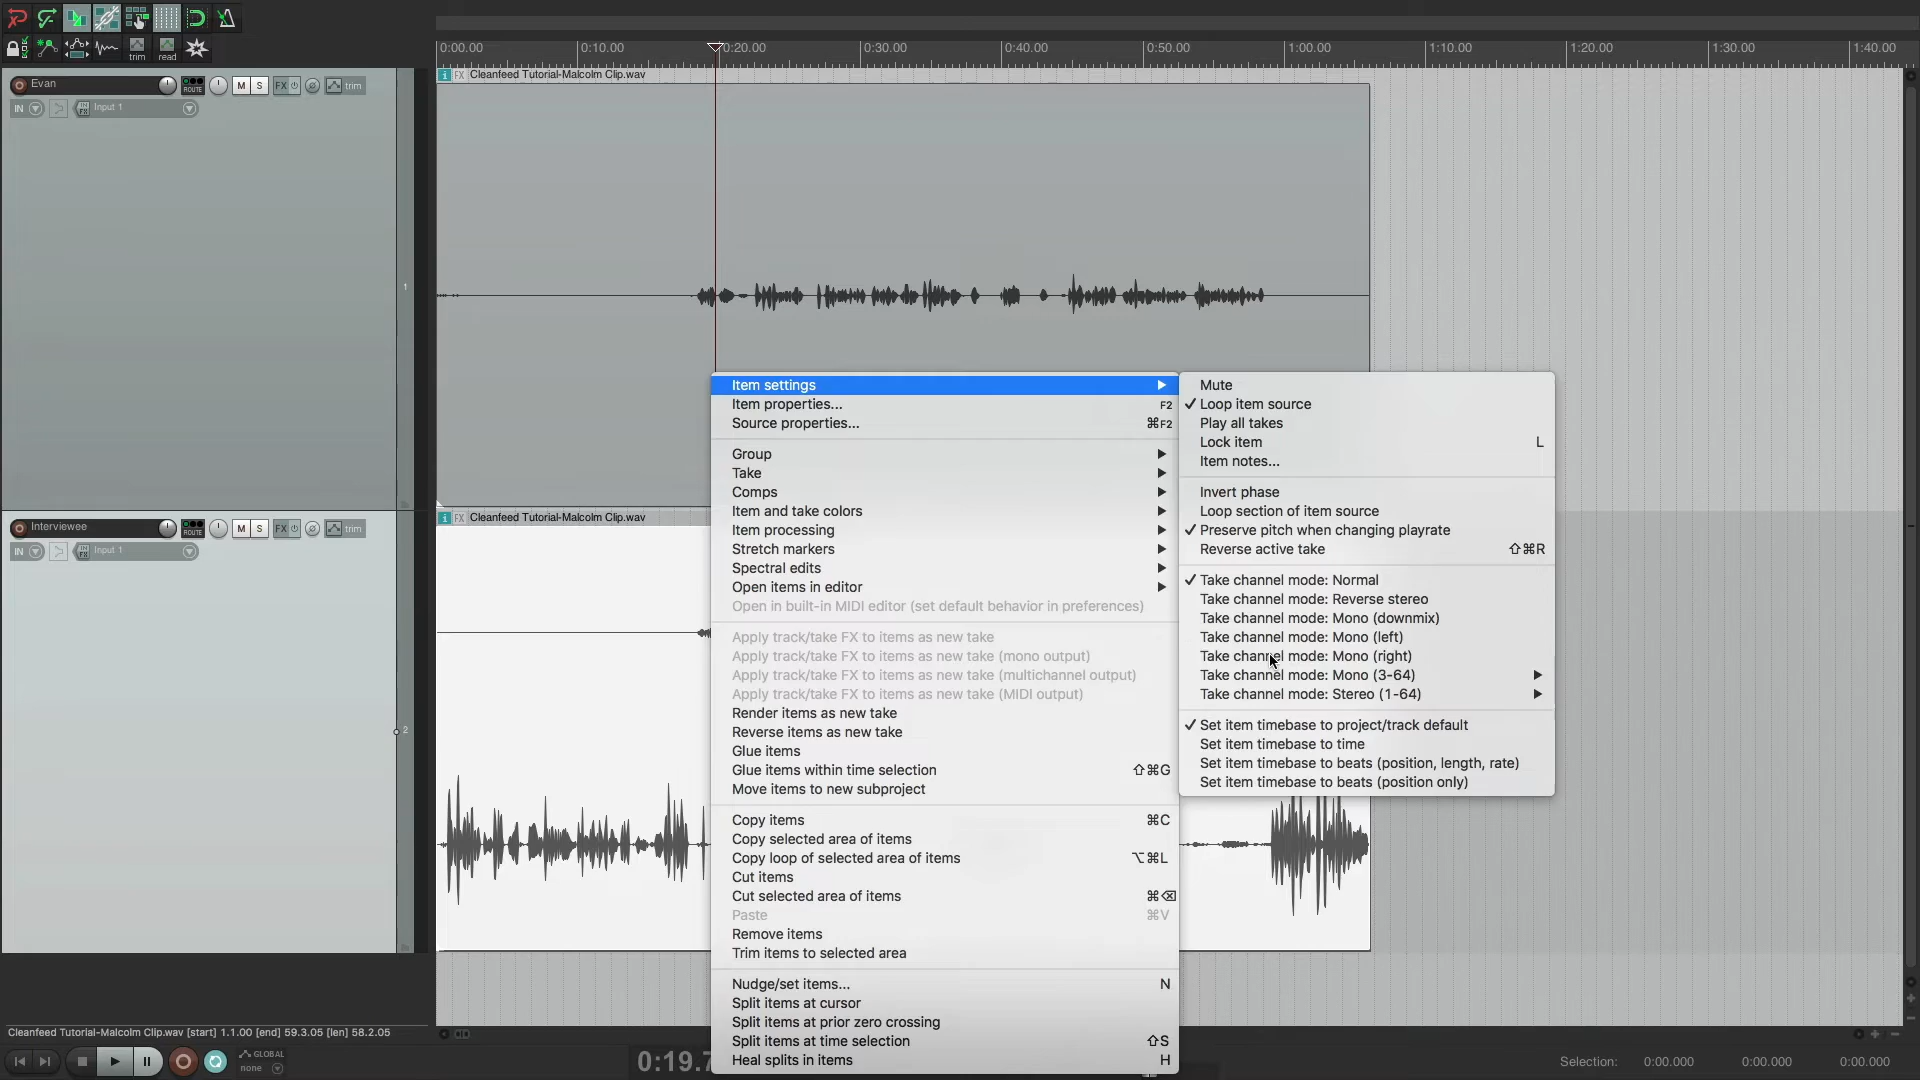 0:00.00 0:10.00 0:20.00 0:30.00 0:40.00 0:50.00 1:00.00 1:10.00 1:20.00 1:30.00 1:40.00
trim read
i FX Cleanfeed Tutorial-Malcolm Clip.wav
Evan ROUTE M S FX trim
IN IN FX Input 1
1
i FX Cleanfeed Tutorial-Malcolm Clip.wav
Interviewee ROUTE M S FX trim
IN IN FX Input 1
2
Item settings
Item properties... F2
Source properties... ⌘F2
Group
Take
Comps
Item and take colors
Item processing
Stretch markers
Spectral edits
Open items in editor
Open in built-in MIDI editor (set default behavior in preferences)
Apply track/take FX to items as new take
Apply track/take FX to items as new take (mono output)
Apply track/take FX to items as new take (multichannel output)
Apply track/take FX to items as new take (MIDI output)
Render items as new take
Reverse items as new take
Glue items
Glue items within time selection ⇧⌘G
Move items to new subproject
Copy items ⌘C
Copy selected area of items
Copy loop of selected area of items ⌥⌘L
Cut items
Cut selected area of items ⌘⌫
Paste ⌘V
Remove items
Trim items to selected area
Nudge/set items... N
Split items at cursor
Split items at prior zero crossing
Split items at time selection ⇧S
Heal splits in items H
Mute
✓ Loop item source
Play all takes
Lock item L
Item notes...
Invert phase
Loop section of item source
✓ Preserve pitch when changing playrate
Reverse active take ⇧⌘R
✓ Take channel mode: Normal
Take channel mode: Reverse stereo
Take channel mode: Mono (downmix)
Take channel mode: Mono (left)
Take channel mode: Mono (right)
Take channel mode: Mono (3-64)
Take channel mode: Stereo (1-64)
✓ Set item timebase to project/track default
Set item timebase to time
Set item timebase to beats (position, length, rate)
Set item timebase to beats (position only)
Cleanfeed Tutorial-Malcolm Clip.wav [start] 1.1.00 [end] 59.3.05 [len] 58.2.05
GLOBAL
none
0:19.7
Selection: 0:00.000 0:00.000 0:00.000